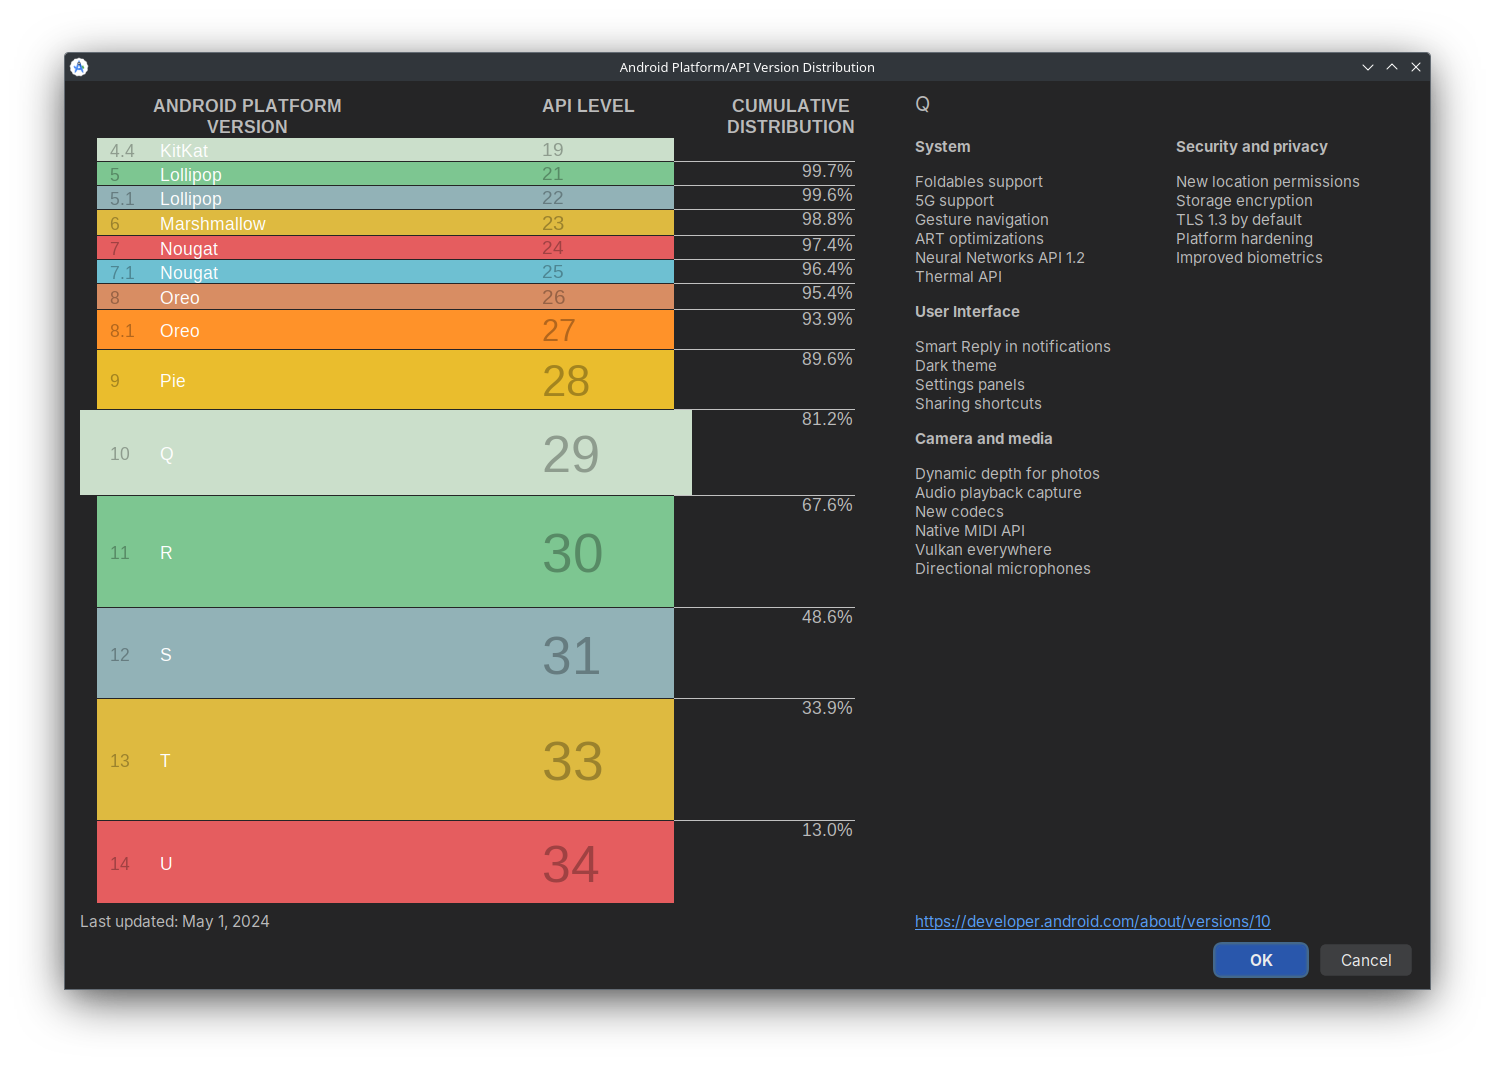 Android Platform/API Version Distribution
ANDROID PLATFORM
VERSION
API LEVEL
CUMULATIVE
DISTRIBUTION
4.4 KitKat 19
99.7%
5 Lollipop 21
99.6%
5.1 Lollipop 22
98.8%
6 Marshmallow 23
97.4%
7 Nougat 24
96.4%
7.1 Nougat 25
95.4%
8 Oreo 26
93.9%
8.1 Oreo 27
89.6%
9 Pie 28
81.2%
10 Q 29
67.6%
11 R 30
48.6%
12 S 31
33.9%
13 T 33
13.0%
14 U 34
Last updated: May 1, 2024
Q
System
Foldables support
5G support
Gesture navigation
ART optimizations
Neural Networks API 1.2
Thermal API
User Interface
Smart Reply in notifications
Dark theme
Settings panels
Sharing shortcuts
Camera and media
Dynamic depth for photos
Audio playback capture
New codecs
Native MIDI API
Vulkan everywhere
Directional microphones
Security and privacy
New location permissions
Storage encryption
TLS 1.3 by default
Platform hardening
Improved biometrics
https://developer.android.com/about/versions/10
OK
Cancel